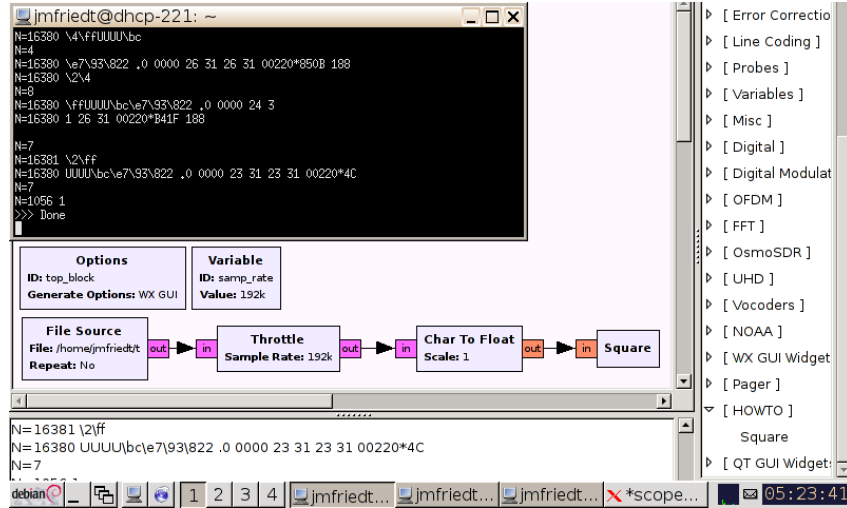 jmfriedt@dhcp-221: ~
N=16380 \4\ffUUUU\bc
N=4
N=16380 \e7\93\822 .0 0000 26 31 26 31 00220*850B 188
N=16380 \2\4
N=8
N=16380 \ffUUUU\bc\e7\93\822 .0 0000 24 3
N=16380 1 26 31 00220*B41F 188
N=7
N=16381 \2\ff
N=16380 UUUU\bc\e7\93\822 .0 0000 23 31 23 31 00220*4C
N=7
N=1056 1
>>> Done
Options
ID: top_block
Generate Options: WX GUI
Variable
ID: samp_rate
Value: 192k
File Source
File: /home/jmfriedt/t
Repeat: No
out
in
Throttle
Sample Rate: 192k
out
in
Char To Float
Scale: 1
out
in
Square
N=16381 \2\ff
N=16380 UUUU\bc\e7\93\822 .0 0000 23 31 23 31 00220*4C
N=7
[ Error Correctio
[ Line Coding ]
[ Probes ]
[ Variables ]
[ Misc ]
[ Digital ]
[ Digital Modulat
[ OFDM ]
[ FFT ]
[ OsmoSDR ]
[ UHD ]
[ Vocoders ]
[ NOAA ]
[ WX GUI Widget
[ Pager ]
[ HOWTO ]
Square
[ QT GUI Widget:
debian
1 2 3 4
jmfriedt...
jmfriedt...
jmfriedt...
*scope...
05:23:41